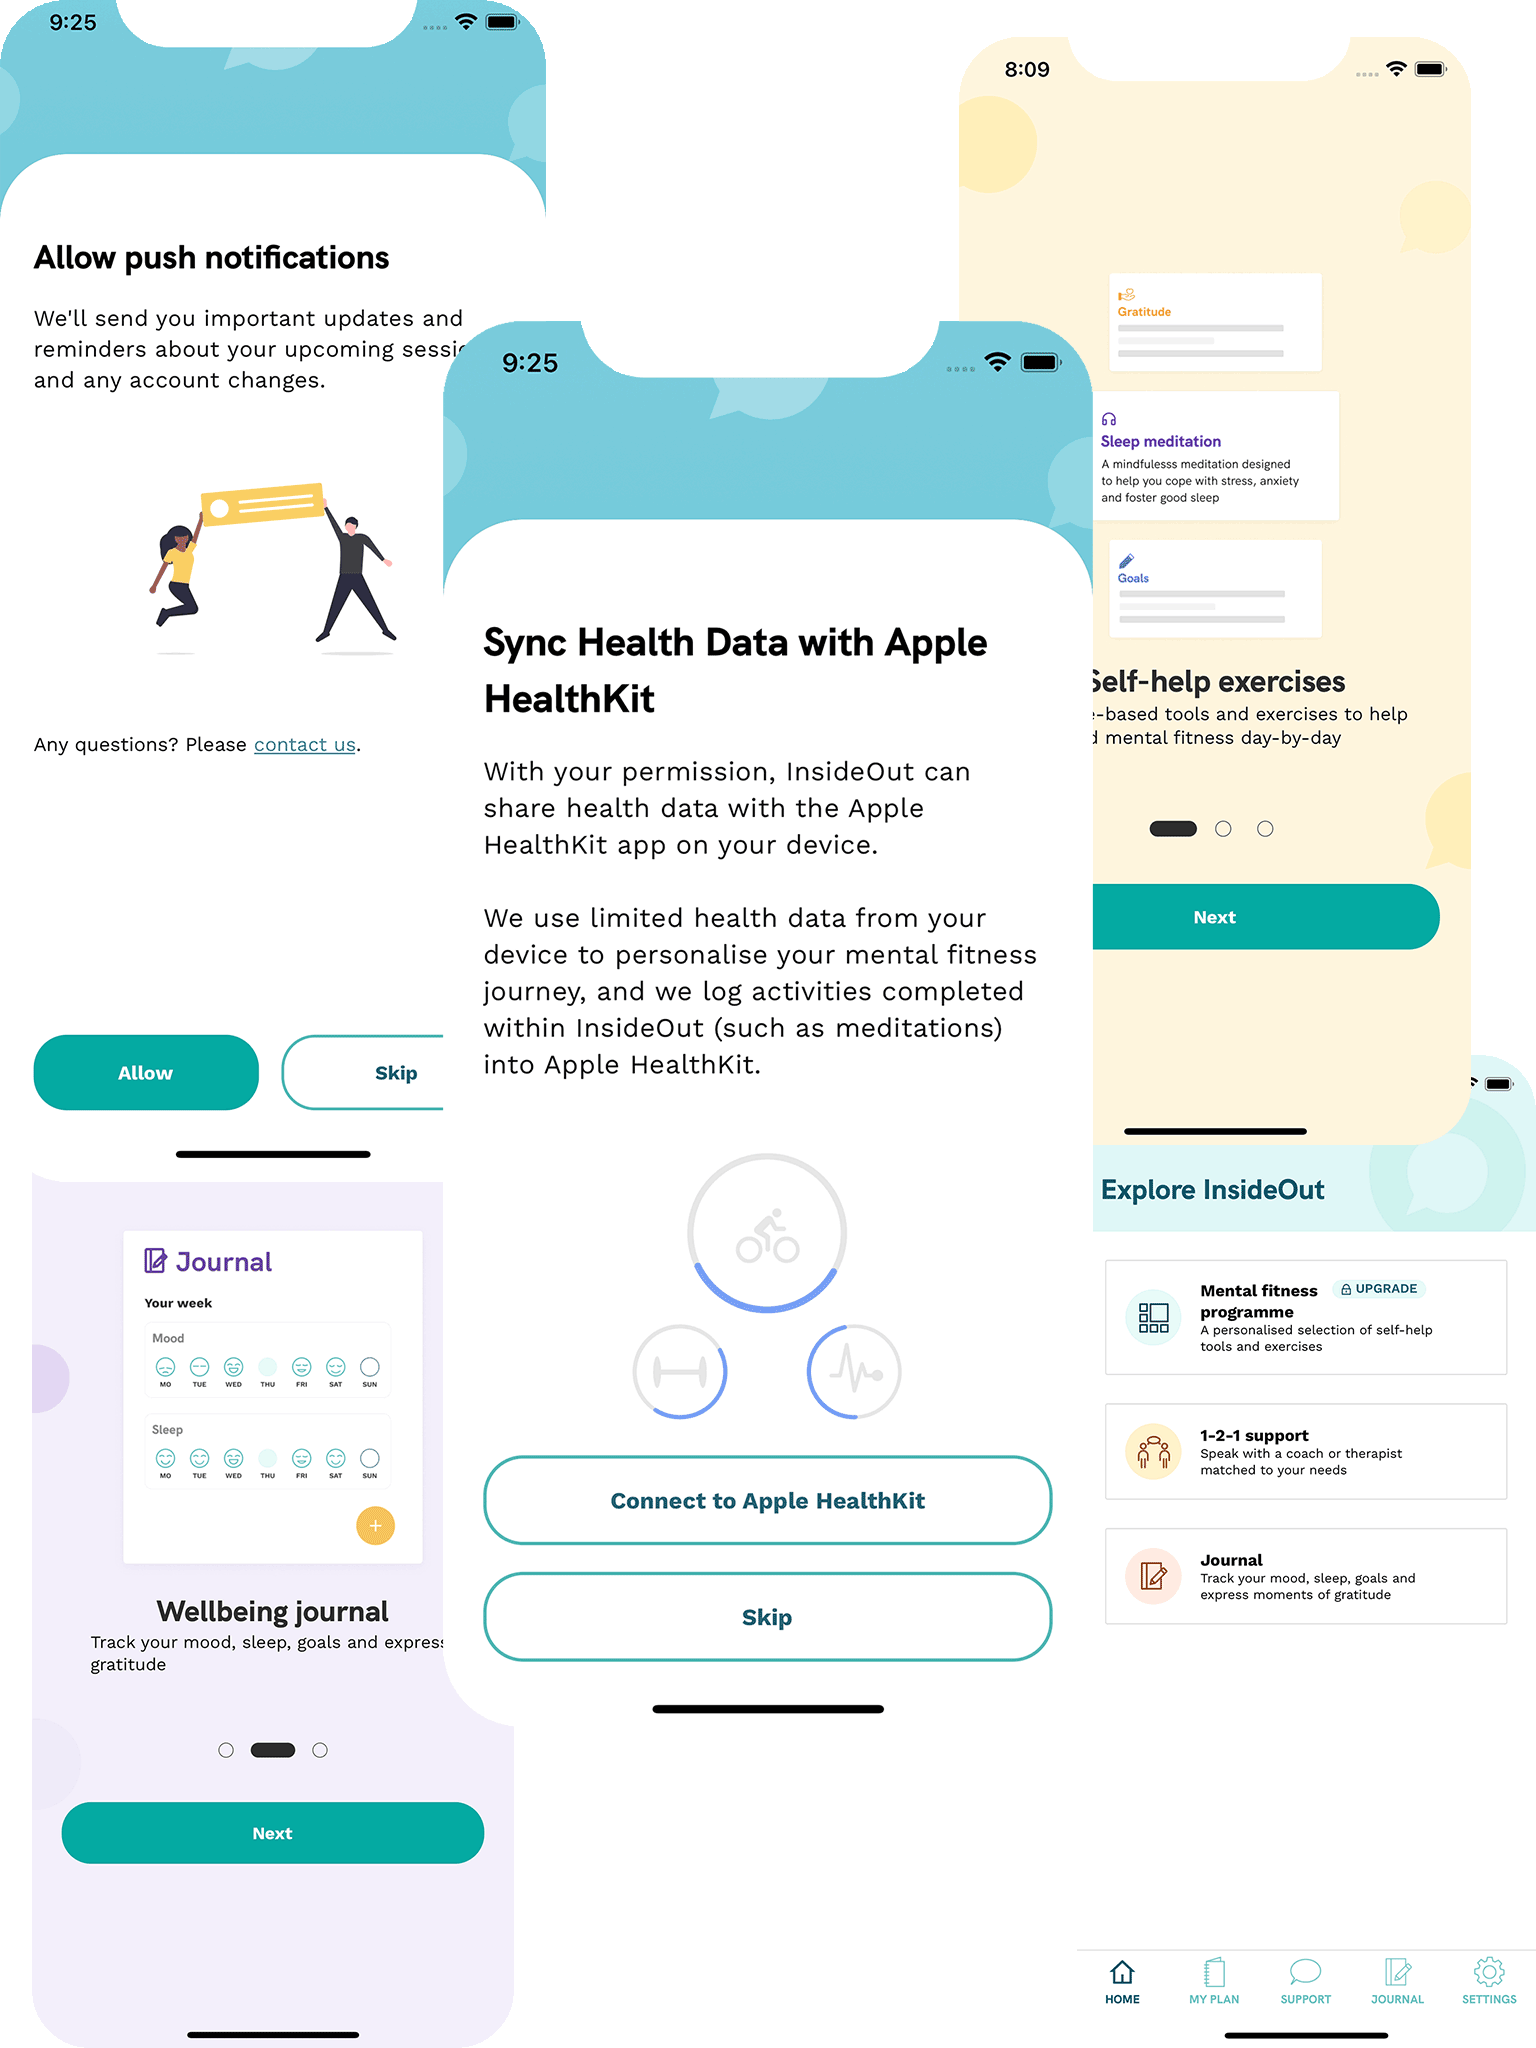 9:25
Allow push notifications
We'll send you important updates and
reminders about your upcoming
and any account changes.
Any questions? Please contact us.
Allow
Skip
9:25
Sync Health Data with Apple
HealthKit
With your permission, InsideOut can
share health data with the Apple
HealthKit app on your device.
We use limited health data from your
device to personalise your mental fitness
journey, and we log activities completed
within InsideOut (such as meditations)
into Apple HealthKit.
Connect to Apple HealthKit
Skip
8:09
Gratitude
Sleep meditation
A mindfulesss meditation designed
to help you cope with stress, anxiety
and foster good sleep
Goals
Self-help exercises
-based tools and exercises to help
mental fitness day-by-day
Next
Journal
Your week
Mood
MO TUE WED THU FRI SAT SUN
Sleep
MO TUE WED THU FRI SAT SUN
+
Wellbeing journal
Track your mood, sleep, goals and express
gratitude
Next
Explore InsideOut
Mental fitness UPGRADE
programme
A personalised selection of self-help
tools and exercises
1-2-1 support
Speak with a coach or therapist
matched to your needs
Journal
Track your mood, sleep, goals and
express moments of gratitude
HOME MY PLAN SUPPORT JOURNAL SETTINGS